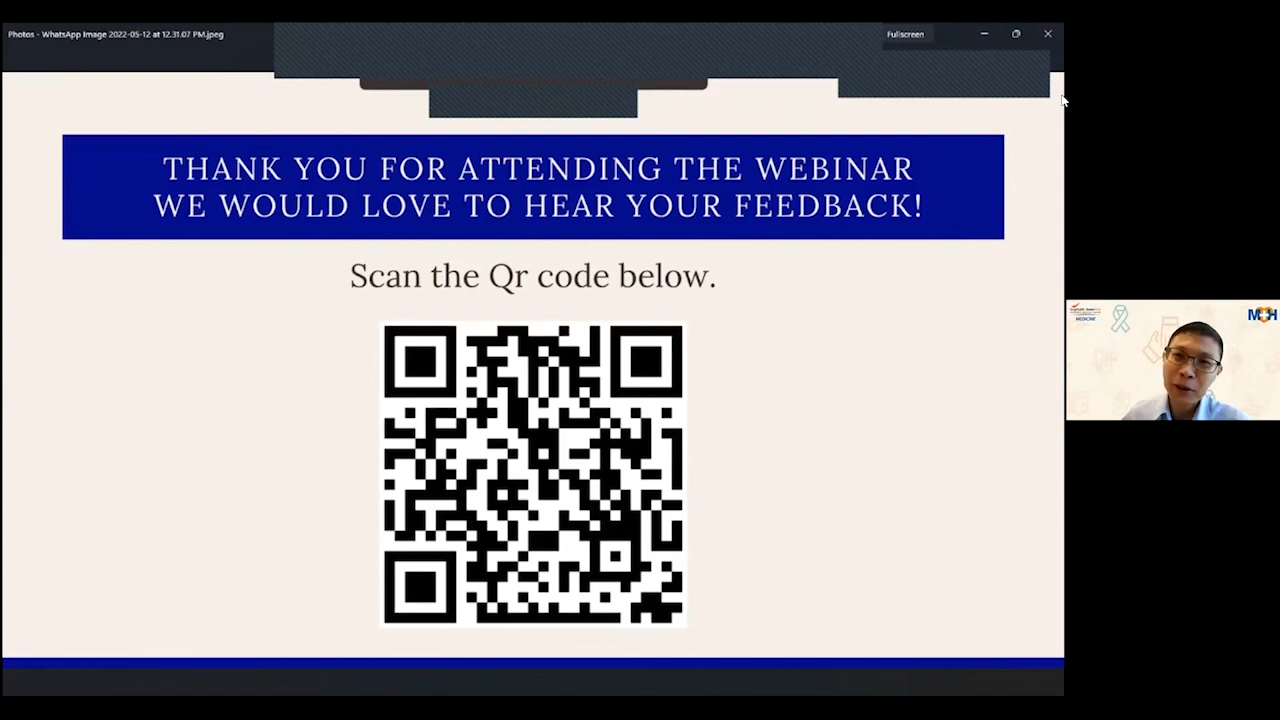 Photos - WhatsApp Image 2022-05-12 at 12.31.07 PM.jpeg
Fullscreen
THANK YOU FOR ATTENDING THE WEBINAR
WE WOULD LOVE TO HEAR YOUR FEEDBACK!
Scan the Qr code below.
MEDICINE